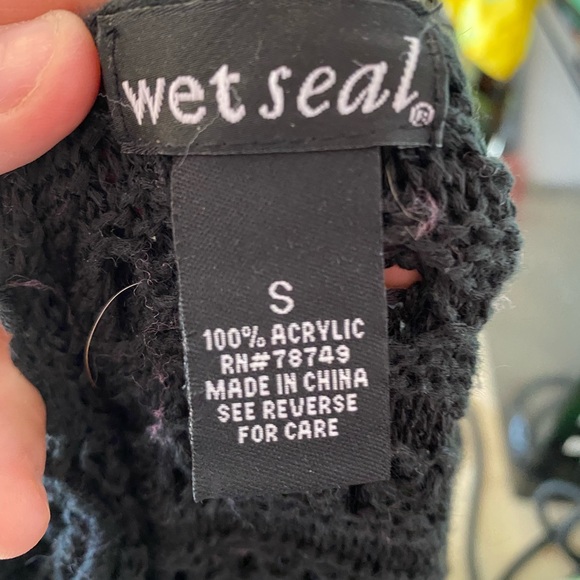 wet seal®
S
100% ACRYLIC
RN#78749
MADE IN CHINA
SEE REVERSE
FOR CARE